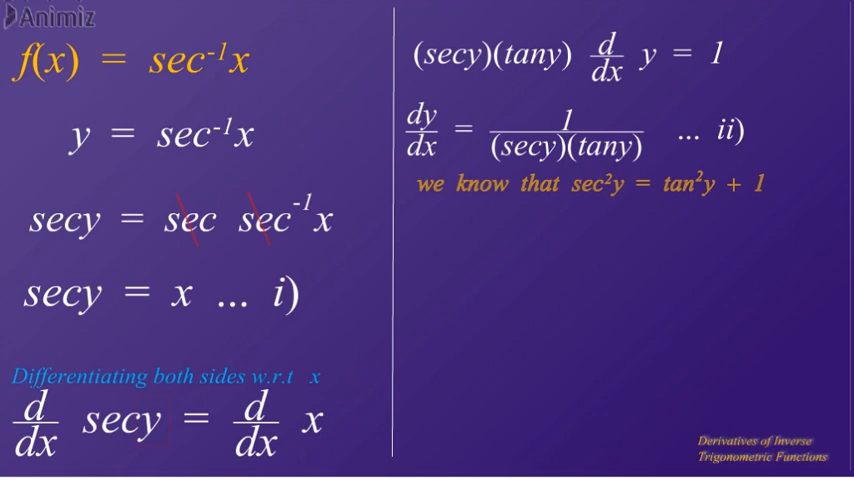 Animiz
f(x) = sec⁻¹x
y = sec⁻¹x
secy = sec sec⁻¹x
secy = x ... i)
Differentiating both sides w.r.t x
d/dx secy = d/dx x
(secy)(tany) d/dx y = 1
dy/dx = 1/(secy)(tany) ... ii)
we know that sec²y = tan²y + 1
Derivatives of Inverse
Trigonometric Functions